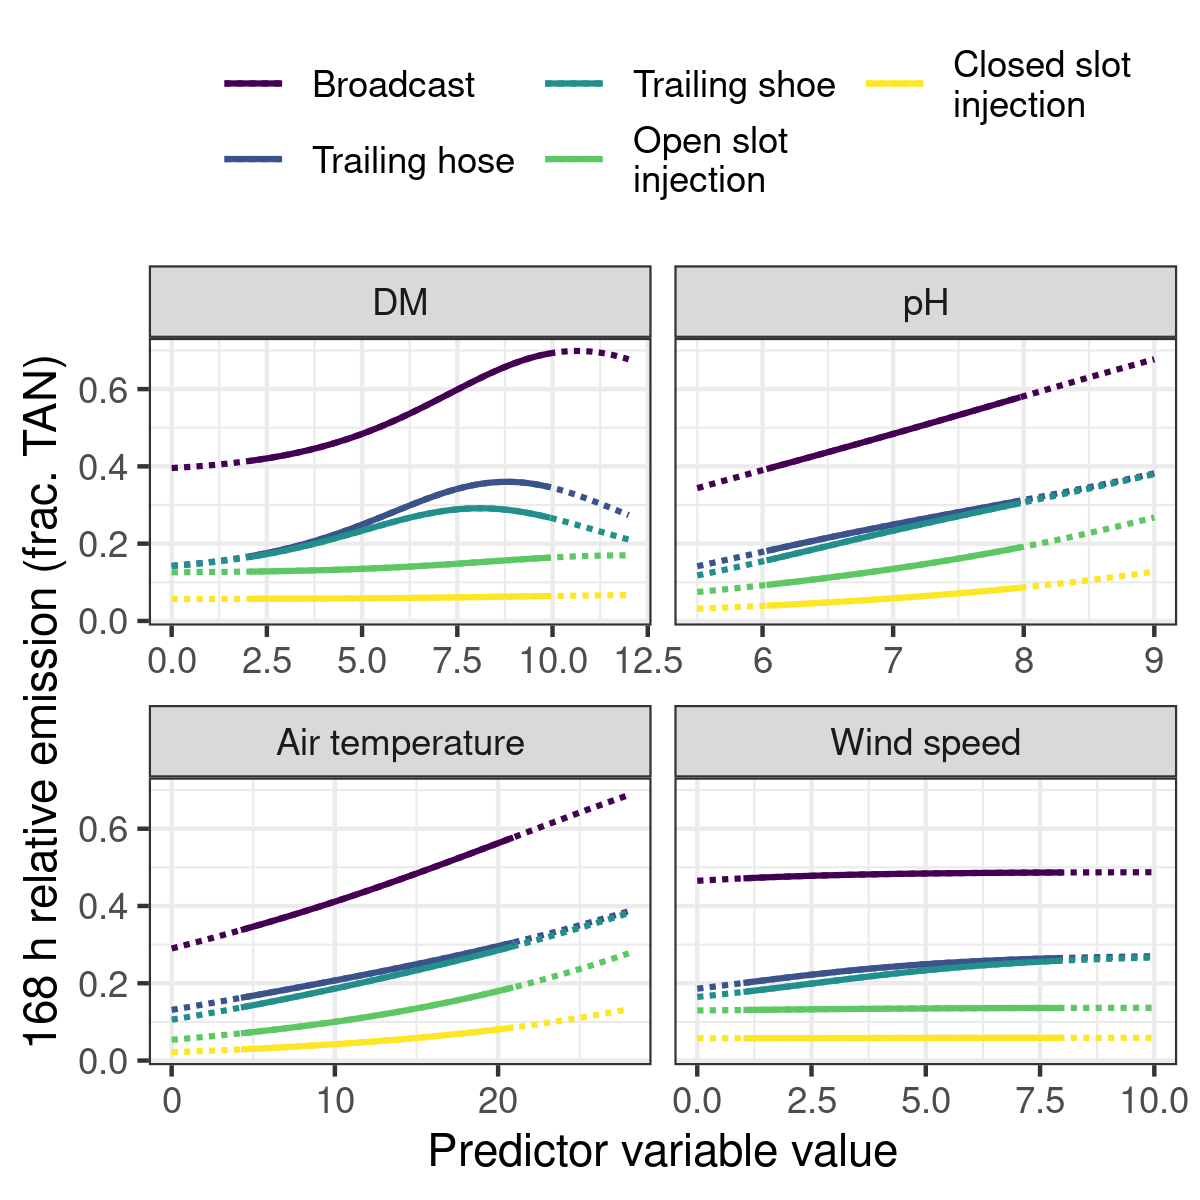 Broadcast
Trailing shoe
Closed slot
injection
Trailing hose
Open slot
injection
DM
pH
0.6
0.4
0.2
0.0
0.0 2.5 5.0 7.5 10.0 12.5
6 7 8 9
Air temperature
Wind speed
0.6
0.4
0.2
0.0
0 10 20
0.0 2.5 5.0 7.5 10.0
168 h relative emission (frac. TAN)
Predictor variable value